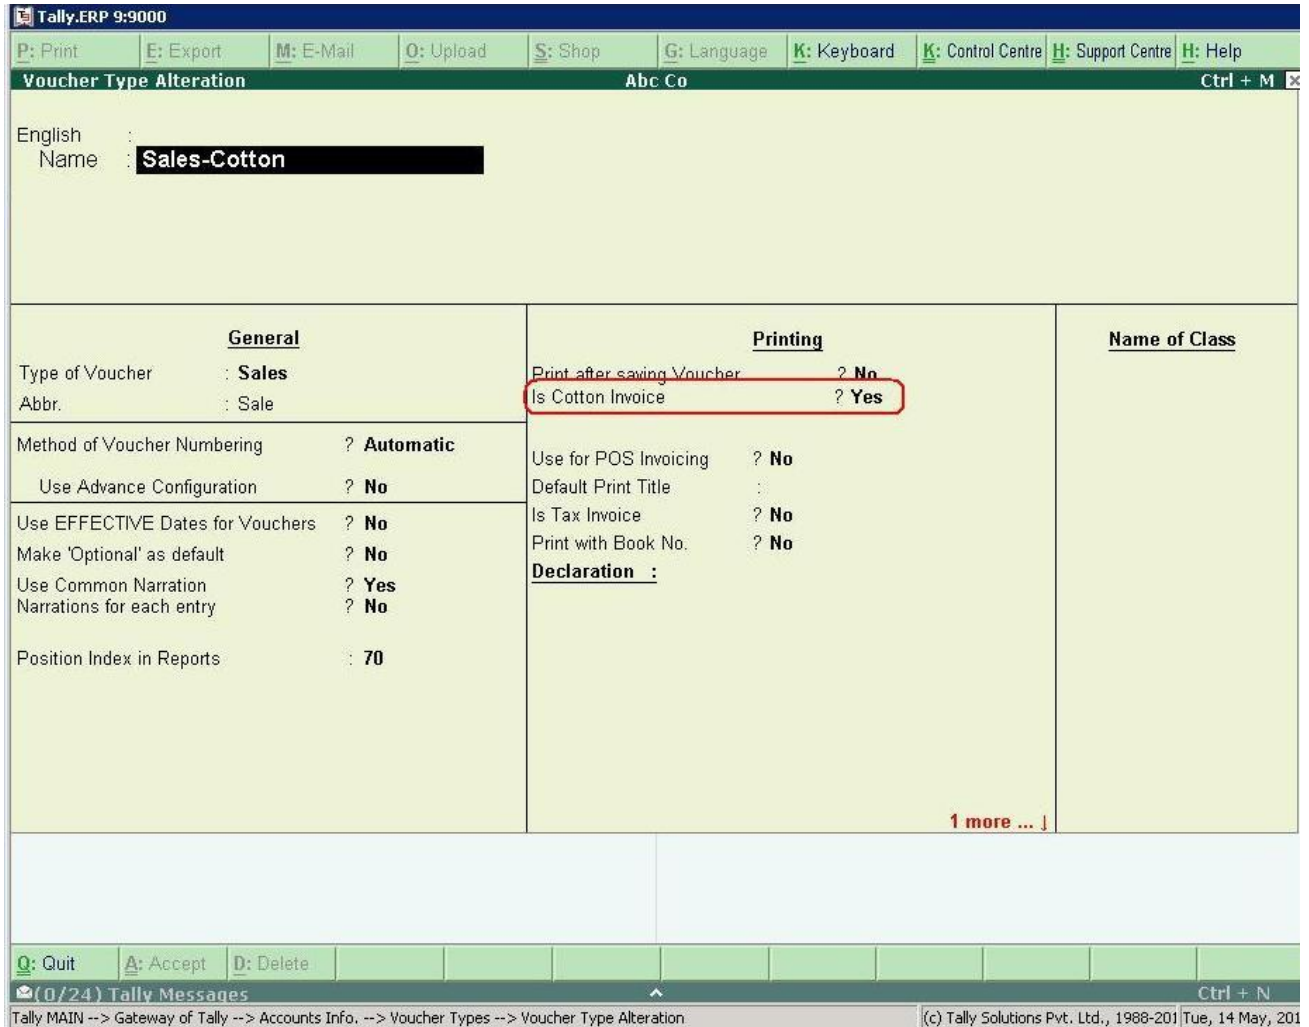 Tally.ERP 9:9000
P: Print E: Export M: E-Mail O: Upload S: Shop G: Language K: Keyboard K: Control Centre H: Support Centre H: Help
Voucher Type Alteration Abc Co Ctrl + M
English :
Name : Sales-Cotton
General
Type of Voucher : Sales
Abbr. : Sale
Method of Voucher Numbering ? Automatic
Use Advance Configuration ? No
Use EFFECTIVE Dates for Vouchers ? No
Make 'Optional' as default ? No
Use Common Narration ? Yes
Narrations for each entry ? No
Position Index in Reports : 70
Printing
Print after saving Voucher ? No
Is Cotton Invoice ? Yes
Use for POS Invoicing ? No
Default Print Title :
Is Tax Invoice ? No
Print with Book No. ? No
Declaration :
1 more ... ↓
Name of Class
Q: Quit A: Accept D: Delete
(0/24) Tally Messages Ctrl + N
Tally MAIN --> Gateway of Tally --> Accounts Info. --> Voucher Types --> Voucher Type Alteration (c) Tally Solutions Pvt. Ltd., 1988-201 Tue, 14 May, 201